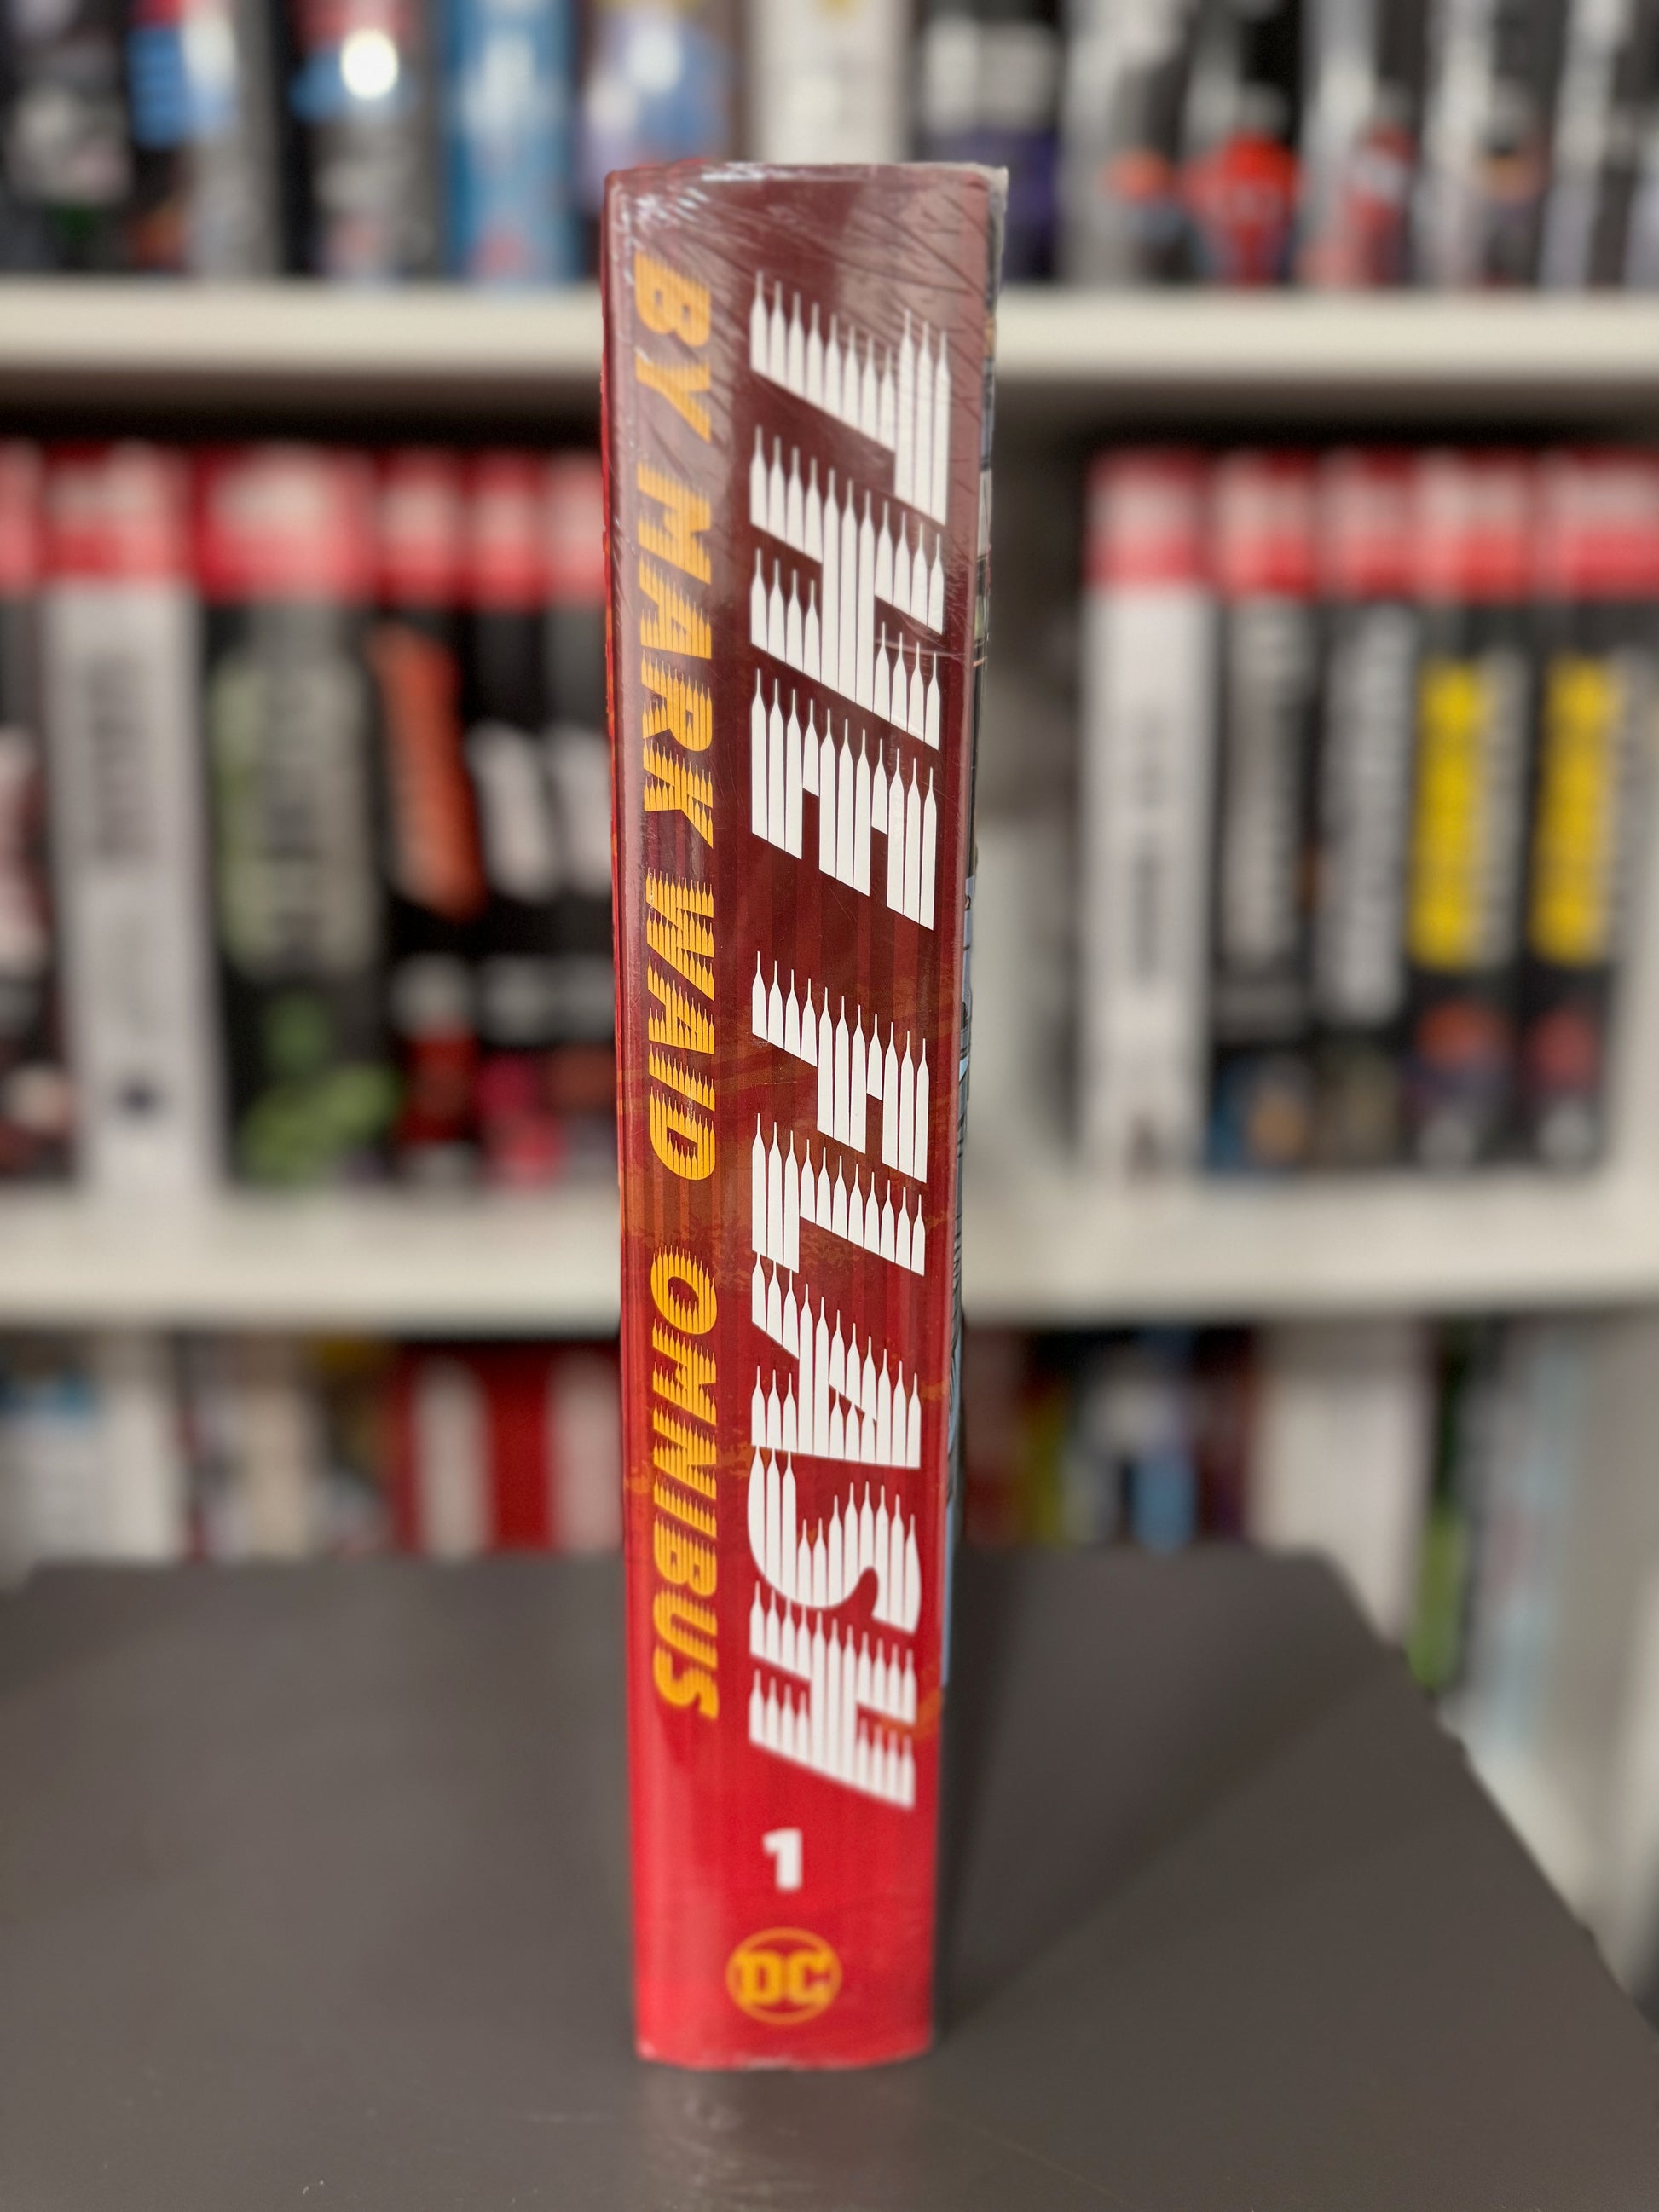 THE FLASH
BY MARK WAID OMNIBUS
1
DC